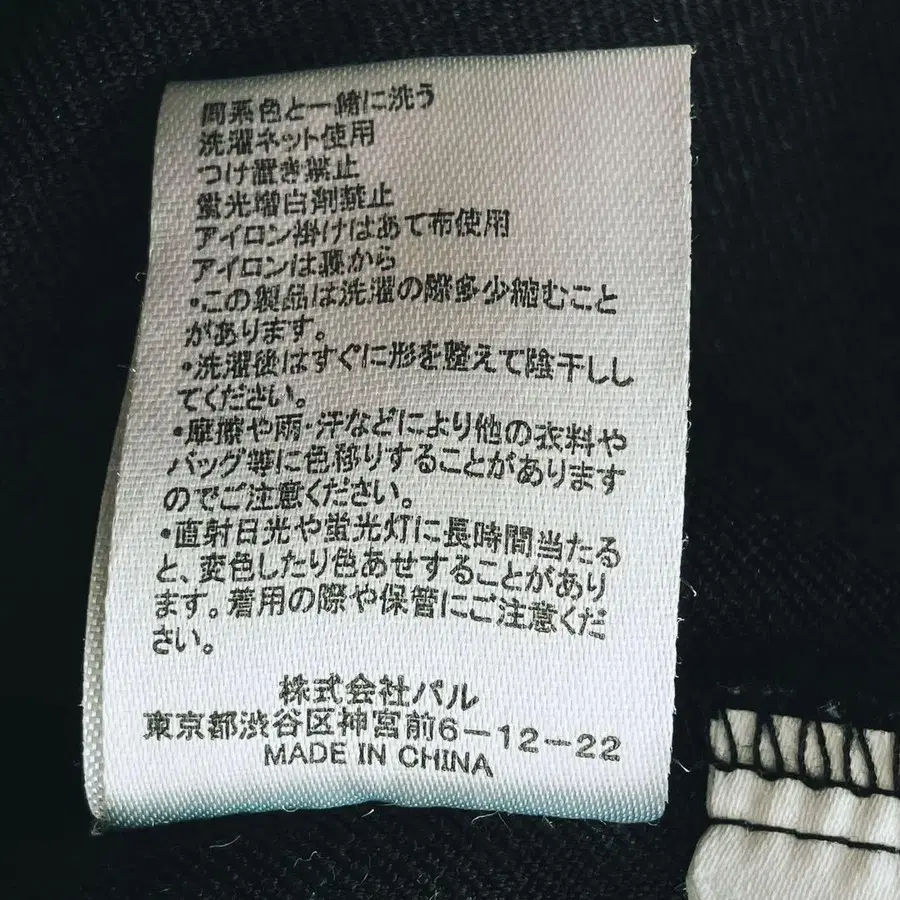 同系色と一緒に洗う
洗濯ネット使用
つけ置き禁止
蛍光増白剤禁止
アイロン掛けはあて布使用
アイロンは裏から
・この製品は洗濯の際多少縮むこと
があります。
・洗濯後はすぐに形を整えて陰干しし
てください。
・摩擦や雨・汗などにより他の衣料や
バッグ等に色移りすることがあります
のでご注意ください。
・直射日光や蛍光灯に長時間当たる
と、変色したり色あせすることがあり
ます。着用の際や保管にご注意くだ
さい。
株式会社パル
東京都渋谷区神宮前6-12-22
MADE IN CHINA